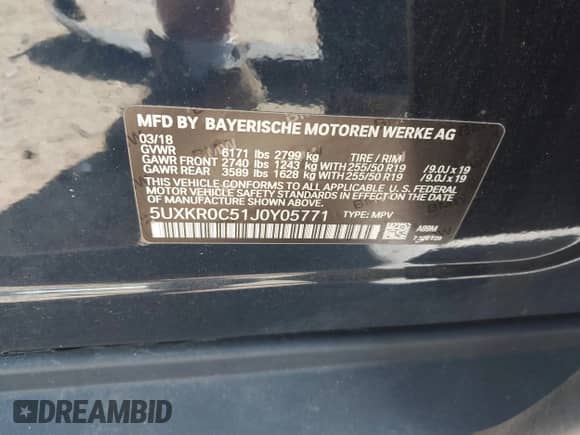 MFD BY BAYERISCHE MOTOREN WERKE AG
03/18
GVWR 6171 lbs 2799 kg TIRE / RIM
GAWR FRONT 2740 lbs 1243 kg WITH 255/50 R19 /9.0J x 19
GAWR REAR 3589 lbs 1628 kg WITH 255/50 R19 /9.0J x 19
THIS VEHICLE CONFORMS TO ALL APPLICABLE U. S. FEDERAL
MOTOR VEHICLE SAFETY STANDARDS IN EFFECT ON THE DATE
OF MANUFACTURE SHOWN ABOVE.
5UXKR0C51J0Y05771 TYPE: MPV
A89M
DREAMBID